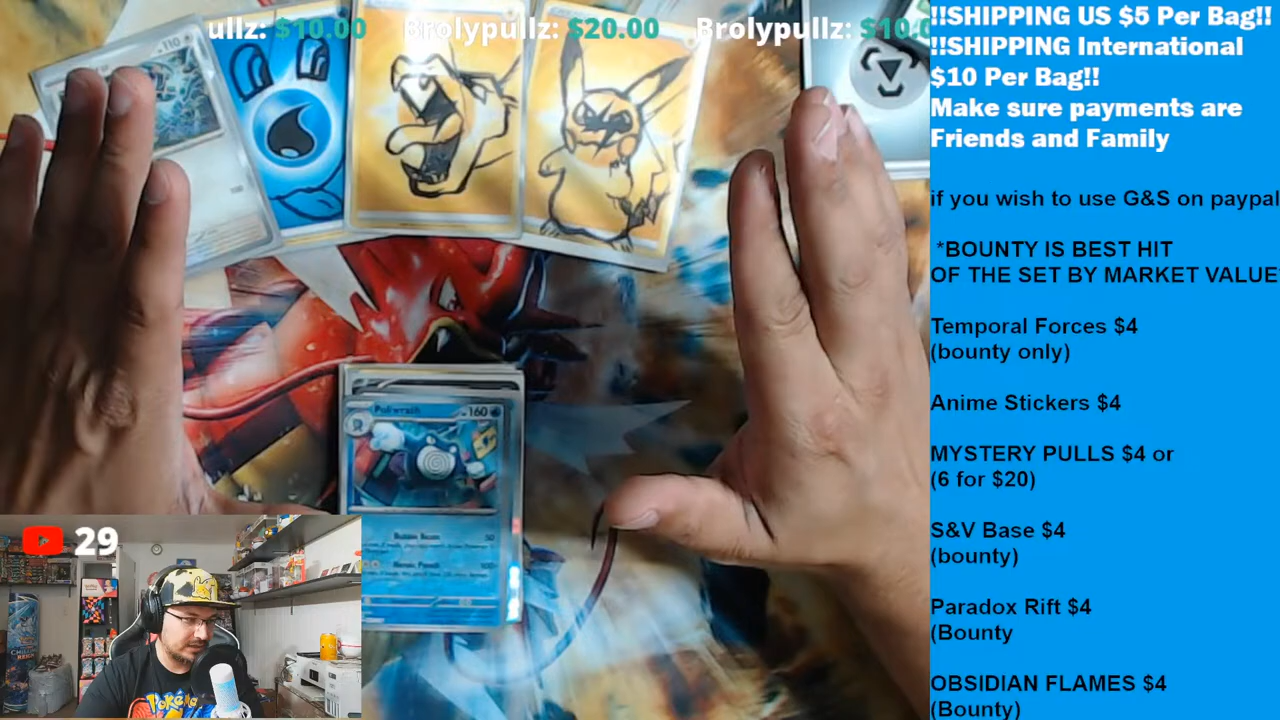 ullz: $10.00 Brolypullz: $20.00 Brolypullz: $10.0
!!SHIPPING US $5 Per Bag!!
!!SHIPPING International
$10 Per Bag!!
Make sure payments are
Friends and Family
if you wish to use G&S on paypal
*BOUNTY IS BEST HIT
OF THE SET BY MARKET VALUE
Temporal Forces $4
(bounty only)
Anime Stickers $4
MYSTERY PULLS $4 or
(6 for $20)
S&V Base $4
(bounty)
Paradox Rift $4
(Bounty
OBSIDIAN FLAMES $4
(Bounty)
110
Poliwrath 160
50
100
29